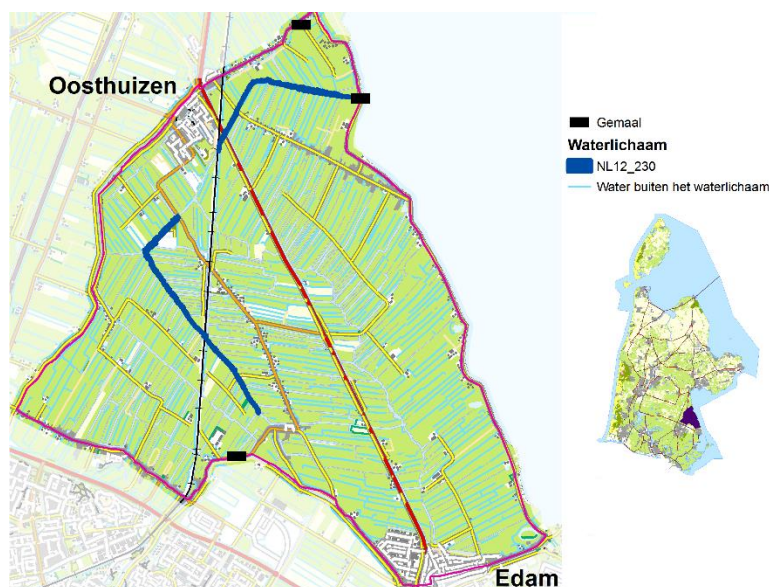 Oosthuizen
Edam
Gemaal
Waterlichaam
NL12_230
Water buiten het waterlichaam